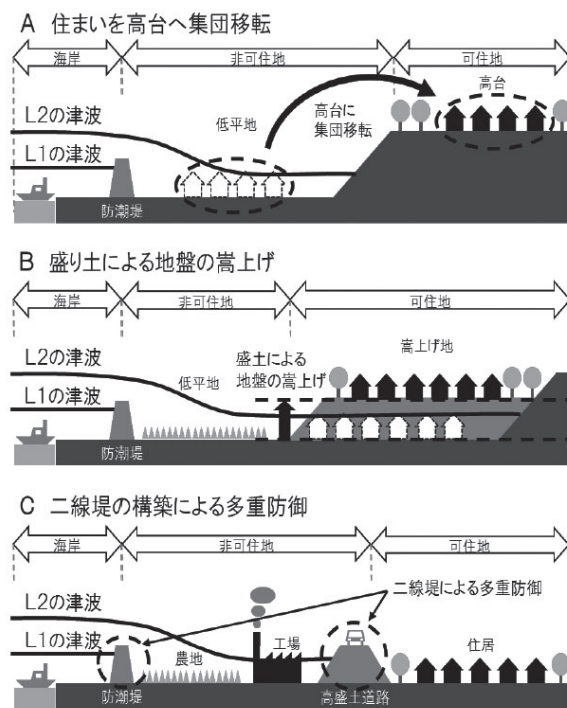 A 住まいを高台へ集団移転
海岸
非可住地
可住地
高台
L2の津波
低平地
高台に
集団移転
L1の津波
防潮堤
B 盛り土による地盤の嵩上げ
海岸
非可住地
可住地
L2の津波
低平地
盛土による
地盤の嵩上げ
嵩上げ地
L1の津波
防潮堤
C 二線堤の構築による多重防御
海岸
非可住地
可住地
L2の津波
二線堤による多重防御
L1の津波
農地
工場
住居
防潮堤
高盛土道路